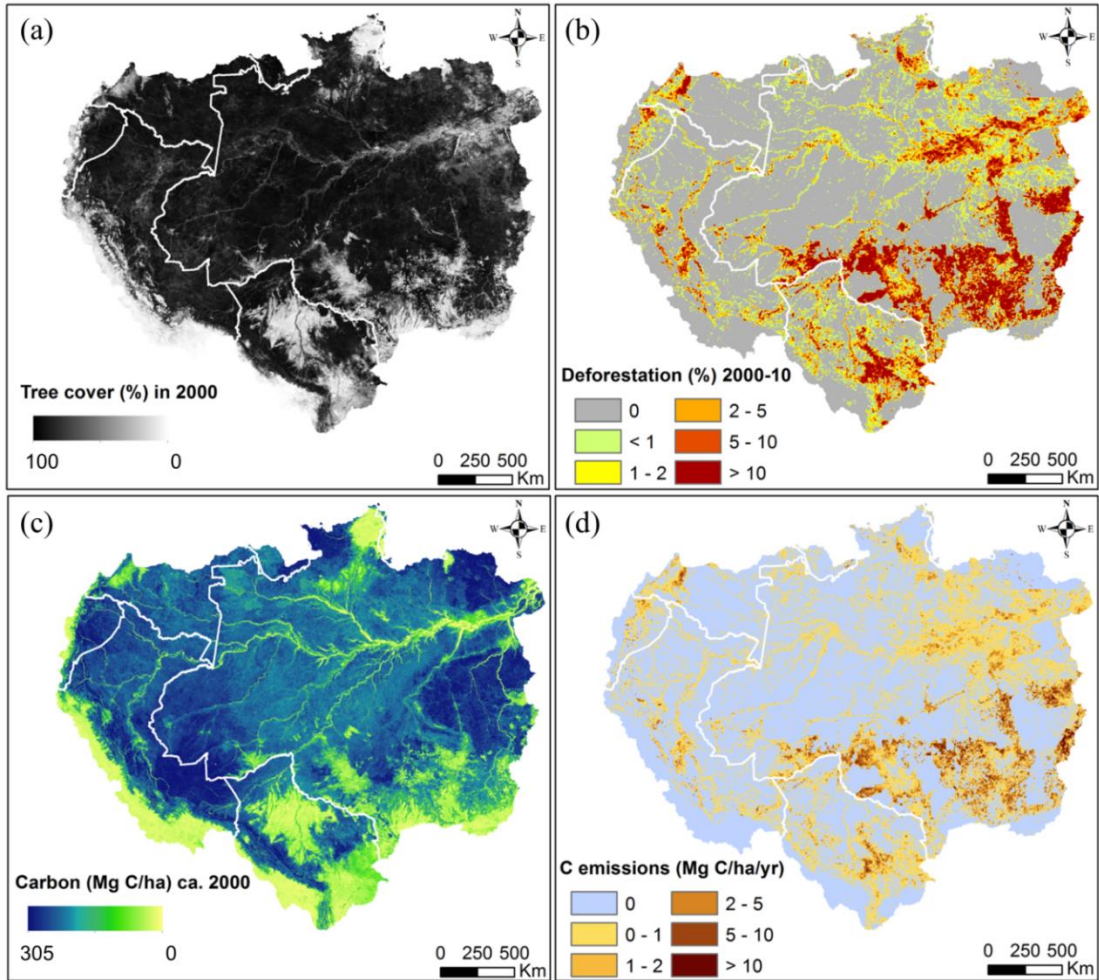 (a)
N
W E
S
Tree cover (%) in 2000
100 0
0 250 500
Km
(b)
N
W E
S
Deforestation (%) 2000-10
0 2 - 5
< 1 5 - 10
1 - 2 > 10
0 250 500
Km
(c)
N
W E
S
Carbon (Mg C/ha) ca. 2000
305 0
0 250 500
Km
(d)
N
W E
S
C emissions (Mg C/ha/yr)
0 2 - 5
0 - 1 5 - 10
1 - 2 > 10
0 250 500
Km